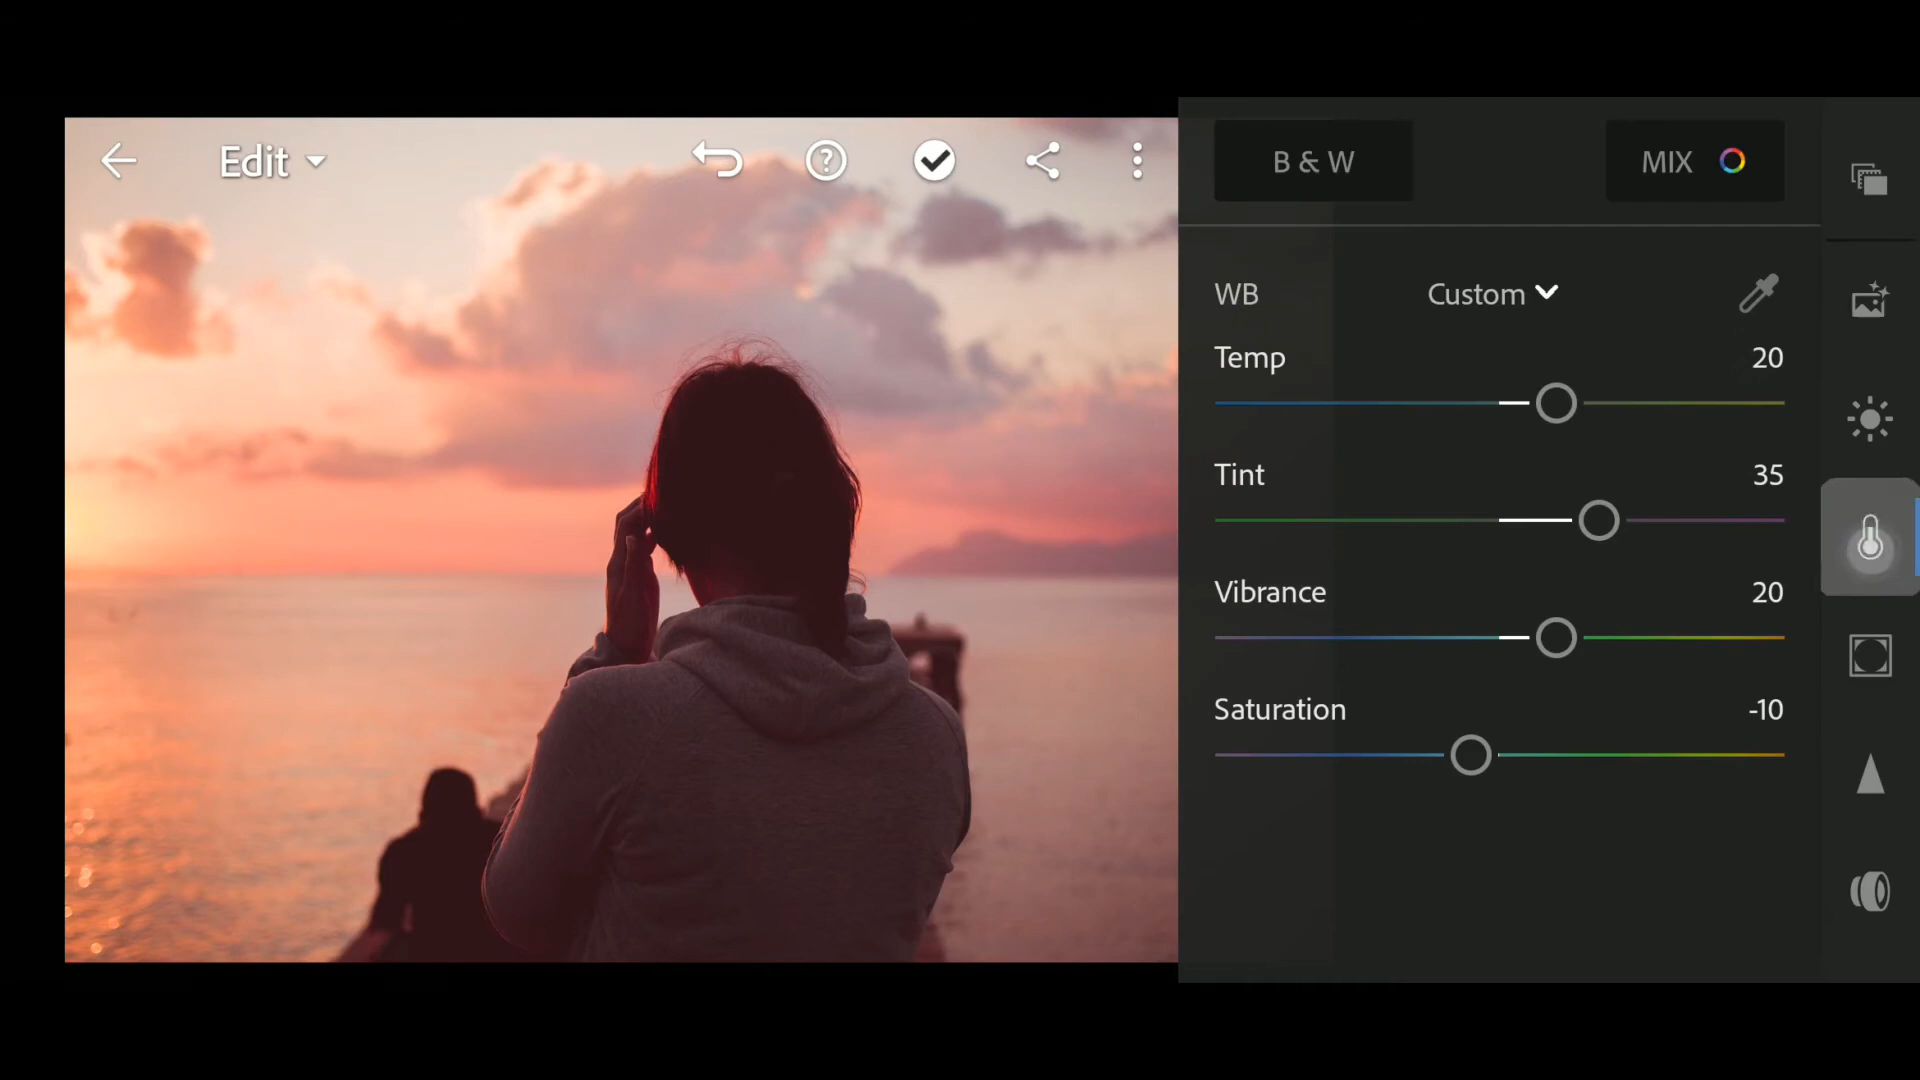 Edit
B & W
MIX
WB
Custom
Temp
20
Tint
35
Vibrance
20
Saturation
-10